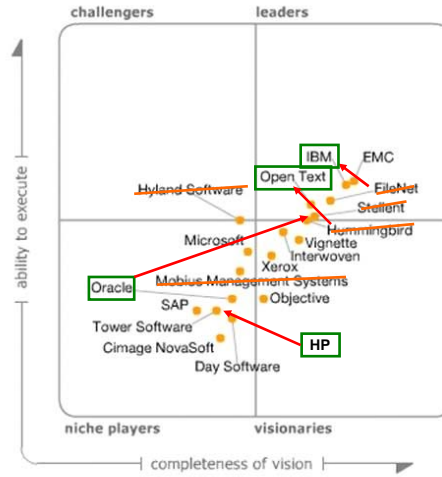 challengers
leaders
IBM
EMC
Open Text
FileNet
Hyland Software
Stellent
Hummingbird
Microsoft
Vignette
Interwoven
Xerox
Mobius Management Systems
Oracle
Objective
SAP
Tower Software
HP
Cimage NovaSoft
Day Software
niche players
visionaries
ability to execute
completeness of vision